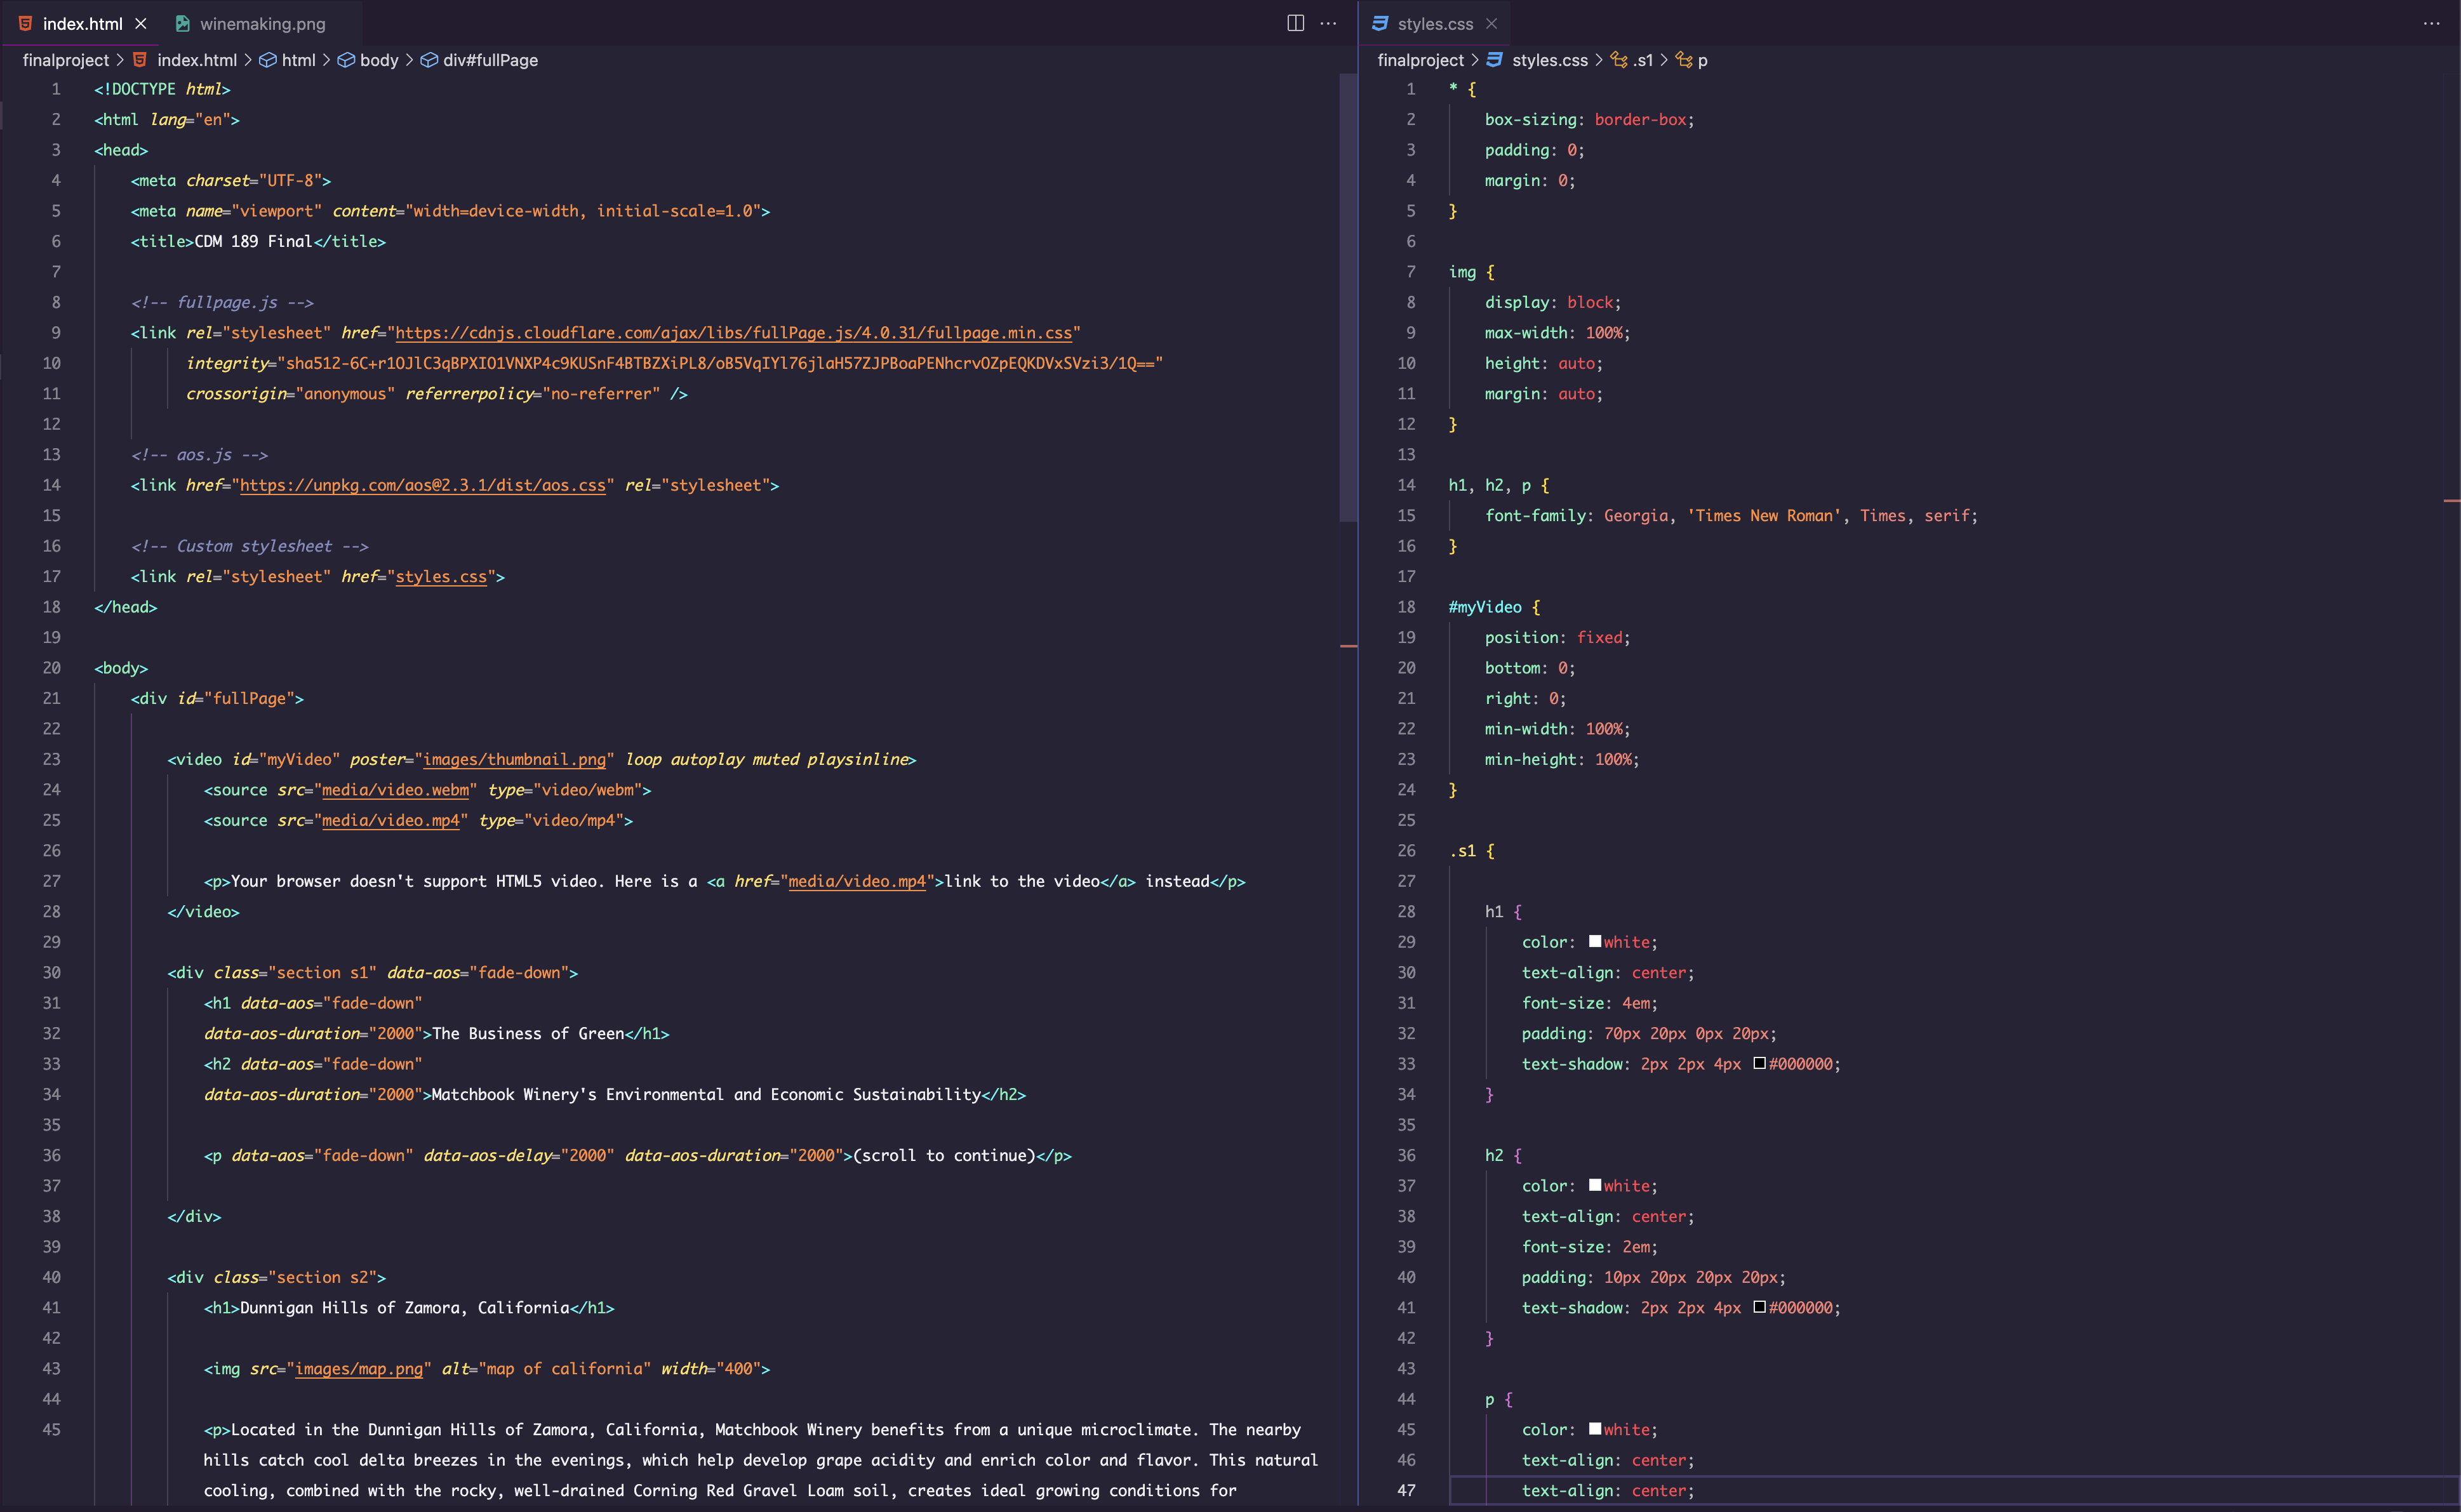 index.html
winemaking.png
finalproject > index.html > html > body > div#fullPage
1 <!DOCTYPE html>
2 <html lang="en">
3 <head>
4 <meta charset="UTF-8">
5 <meta name="viewport" content="width=device-width, initial-scale=1.0">
6 <title>CDM 189 Final</title>
7
8 <!-- fullpage.js -->
9 <link rel="stylesheet" href="https://cdnjs.cloudflare.com/ajax/libs/fullPage.js/4.0.31/fullpage.min.css"
10 integrity="sha512-6C+r1OJlC3qBPXIO1VNXP4c9KUSnF4BTBZXiPL8/oB5VqIYl76jlaH57ZJPBoaPENhcrvOZpEQKDVxSVzi3/1Q=="
11 crossorigin="anonymous" referrerpolicy="no-referrer" />
12
13 <!-- aos.js -->
14 <link href="https://unpkg.com/aos@2.3.1/dist/aos.css" rel="stylesheet">
15
16 <!-- Custom stylesheet -->
17 <link rel="stylesheet" href="styles.css">
18 </head>
19
20 <body>
21 <div id="fullPage">
22
23 <video id="myVideo" poster="images/thumbnail.png" loop autoplay muted playsinline>
24 <source src="media/video.webm" type="video/webm">
25 <source src="media/video.mp4" type="video/mp4">
26
27 <p>Your browser doesn't support HTML5 video. Here is a <a href="media/video.mp4">link to the video</a> instead</p>
28 </video>
29
30 <div class="section s1" data-aos="fade-down">
31 <h1 data-aos="fade-down"
32 data-aos-duration="2000">The Business of Green</h1>
33 <h2 data-aos="fade-down"
34 data-aos-duration="2000">Matchbook Winery's Environmental and Economic Sustainability</h2>
35
36 <p data-aos="fade-down" data-aos-delay="2000" data-aos-duration="2000">(scroll to continue)</p>
37
38 </div>
39
40 <div class="section s2">
41 <h1>Dunnigan Hills of Zamora, California</h1>
42
43 <img src="images/map.png" alt="map of california" width="400">
44
45 <p>Located in the Dunnigan Hills of Zamora, California, Matchbook Winery benefits from a unique microclimate. The nearby
hills catch cool delta breezes in the evenings, which help develop grape acidity and enrich color and flavor. This natural
cooling, combined with the rocky, well-drained Corning Red Gravel Loam soil, creates ideal growing conditions for
styles.css
finalproject > styles.css > .s1 > p
1 * {
2 box-sizing: border-box;
3 padding: 0;
4 margin: 0;
5 }
6
7 img {
8 display: block;
9 max-width: 100%;
10 height: auto;
11 margin: auto;
12 }
13
14 h1, h2, p {
15 font-family: Georgia, 'Times New Roman', Times, serif;
16 }
17
18 #myVideo {
19 position: fixed;
20 bottom: 0;
21 right: 0;
22 min-width: 100%;
23 min-height: 100%;
24 }
25
26 .s1 {
27
28 h1 {
29 color: white;
30 text-align: center;
31 font-size: 4em;
32 padding: 70px 20px 0px 20px;
33 text-shadow: 2px 2px 4px #000000;
34 }
35
36 h2 {
37 color: white;
38 text-align: center;
39 font-size: 2em;
40 padding: 10px 20px 20px 20px;
41 text-shadow: 2px 2px 4px #000000;
42 }
43
44 p {
45 color: white;
46 text-align: center;
47 text-align: center;